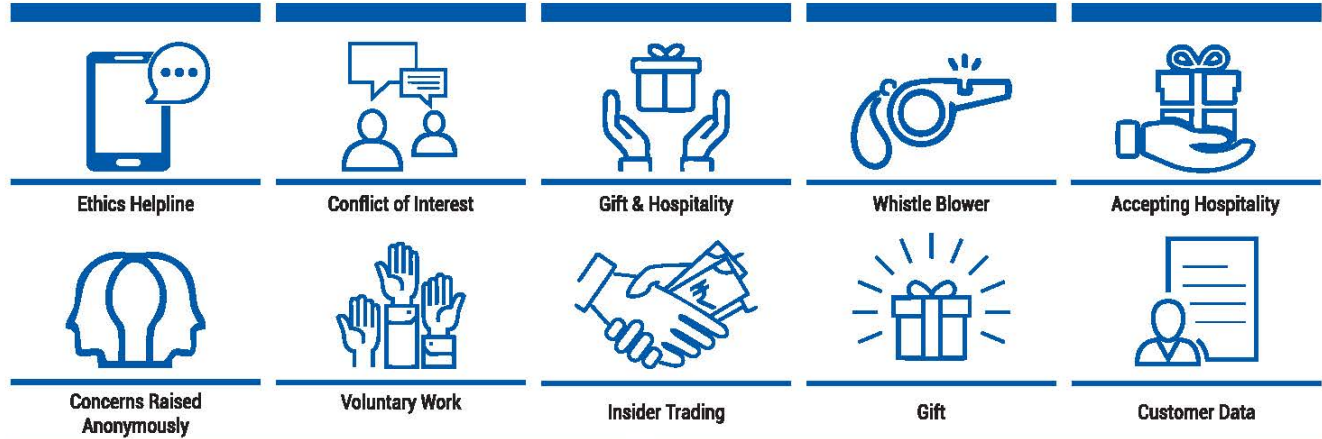 Ethics Helpline
Conflict of Interest
Gift & Hospitality
Whistle Blower
Accepting Hospitality
Concerns Raised
Anonymously
Voluntary Work
Insider Trading
Gift
Customer Data